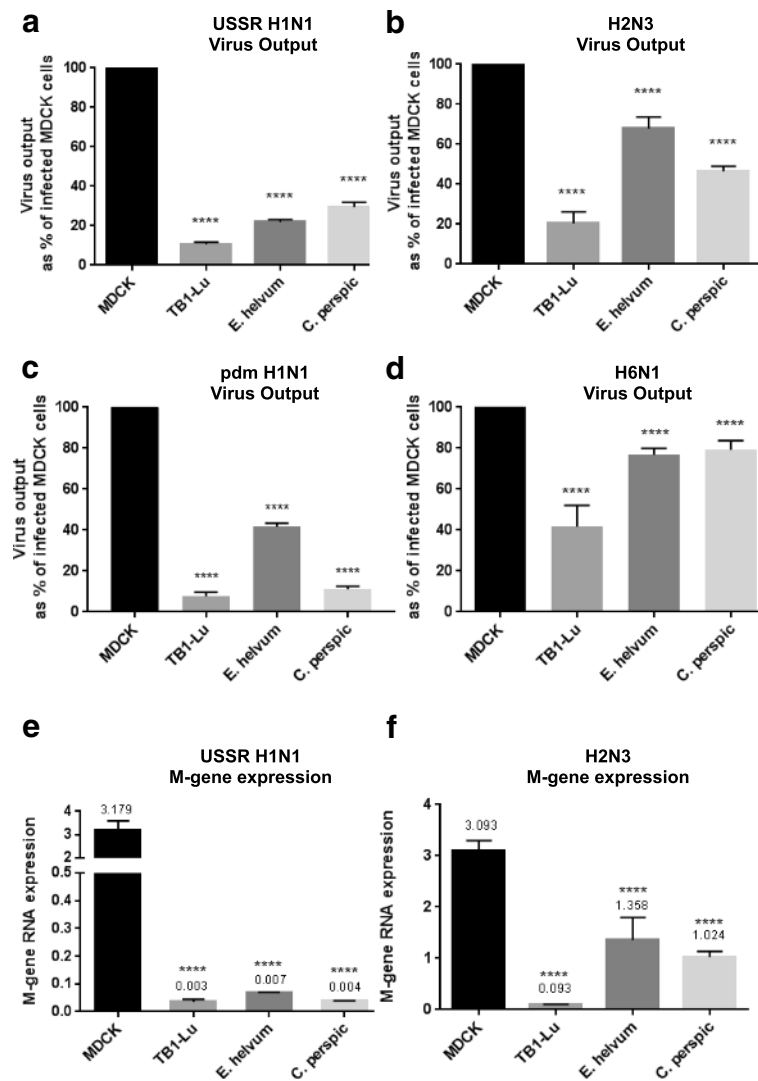 a
USSR H1N1
Virus Output
Virus output
as % of infected MDCK cells
100
80
60
40
20
0
****
****
****
MDCK
TB1-Lu
E. helvum
C. perspic
b
H2N3
Virus Output
Virus output
as % of infected MDCK cells
100
80
60
40
20
0
****
****
****
MDCK
TB1-Lu
E. helvum
C. perspic
c
pdm H1N1
Virus Output
Virus output
as % of infected MDCK cells
100
80
60
40
20
0
****
****
****
MDCK
TB1-Lu
E. helvum
C. perspic
d
H6N1
Virus Output
as % of infected MDCK cells
100
80
60
40
20
0
****
****
****
MDCK
TB1-Lu
E. helvum
C. perspic
e
USSR H1N1
M-gene expression
M-gene RNA expression
4
3
2
0.5
0.4
0.3
0.2
0.1
0.0
3.179
****
0.003
****
0.007
****
0.004
MDCK
TB1-Lu
E. helvum
C. perspic
f
H2N3
M-gene expression
M-gene RNA expression
4
3
2
1
0
3.093
****
0.093
****
1.358
****
1.024
MDCK
TB1-Lu
E. helvum
C. perspic